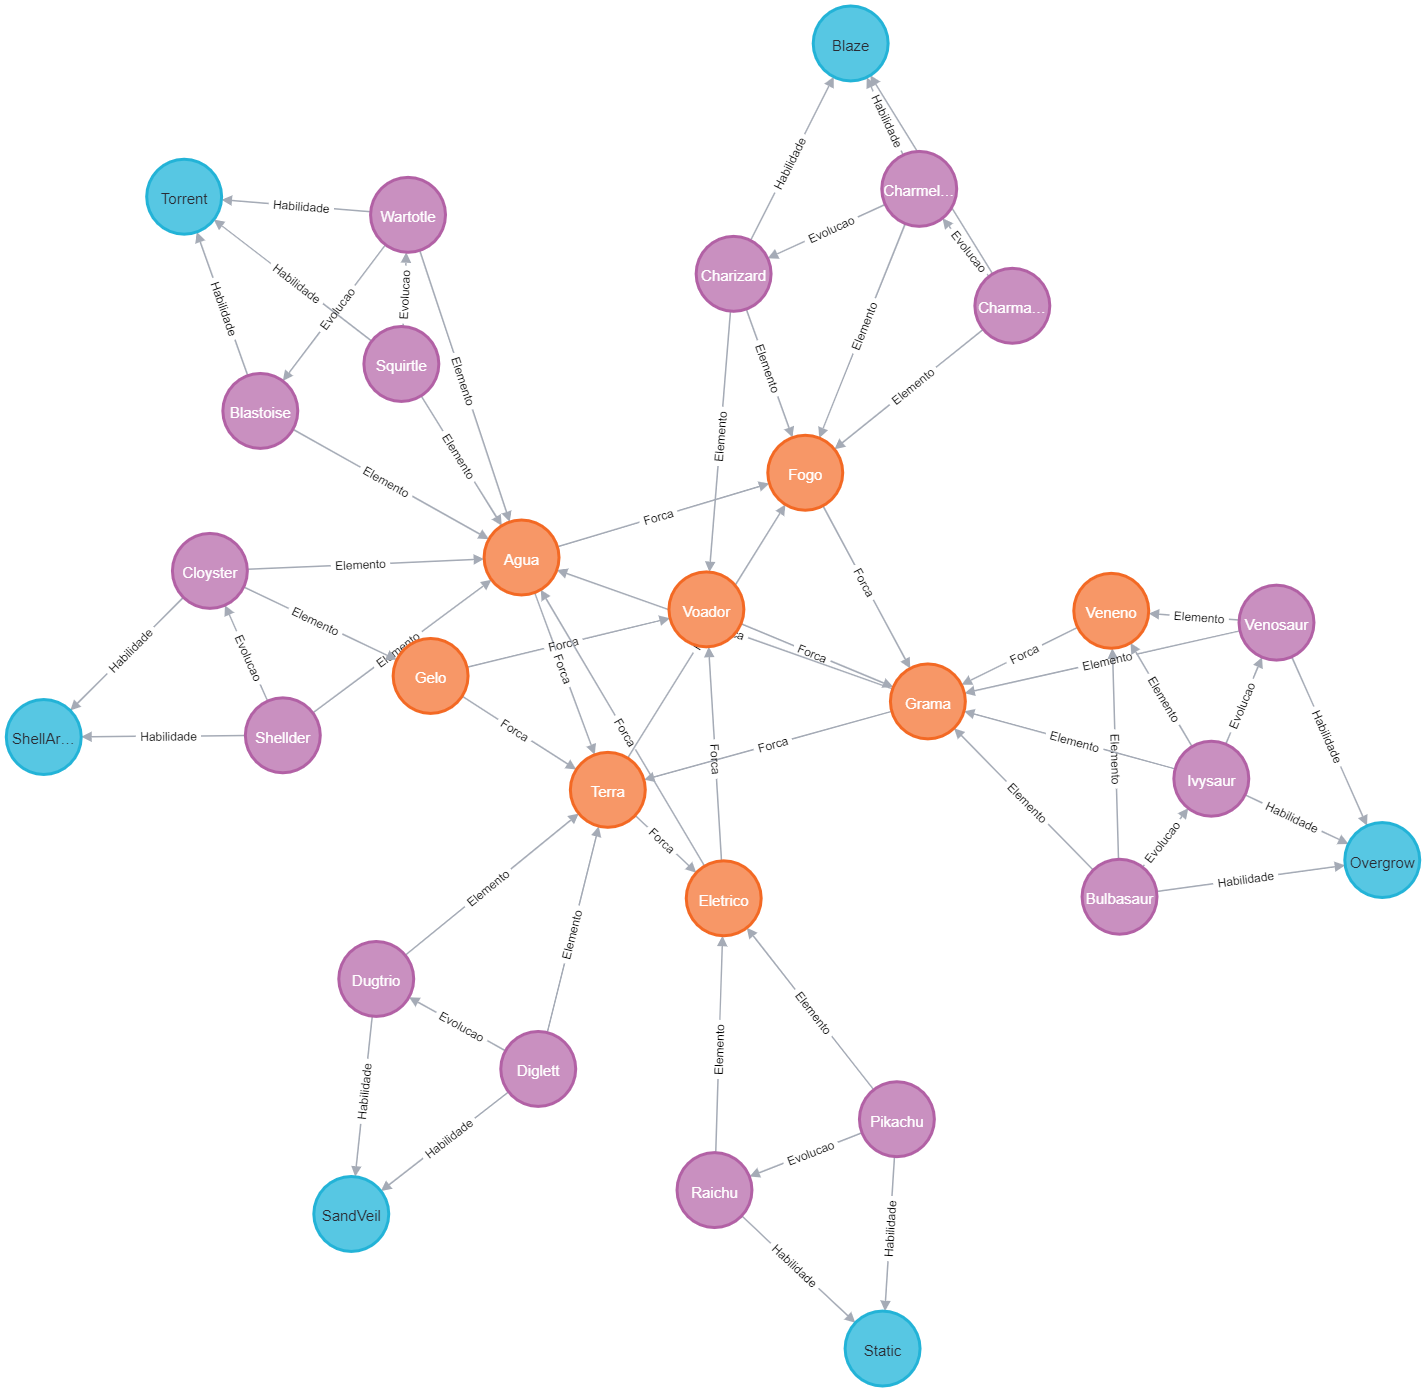 Blaze
Habilidade
Habilidade
Charmel...
Torrent
Habilidade
Wartotle
Evolucao
Evolucao
Charizard
Habilidade
Evolucao
Habilidade
Evolucao
Charma...
Squirtle
Elemento
Elemento
Elemento
Elemento
Blastoise
Elemento
Elemento
Elemento
Fogo
Elemento
Forca
Agua
Cloyster
Elemento
Forca
Voador
Veneno
Elemento
Venosaur
Elemento
Habilidade
Evolucao
Elemento
Forca
Forca
Forca
Elemento
Gelo
Forca
Grama
Elemento
Evolucao
Habilidade
ShellAr...
Habilidade
Shellder
Forca
Forca
Forca
Forca
Elemento
Elemento
Ivysaur
Terra
Elemento
Habilidade
Forca
Evolucao
Overgrow
Eletrico
Bulbasaur
Habilidade
Elemento
Elemento
Dugtrio
Evolucao
Elemento
Elemento
Diglett
Habilidade
Habilidade
Pikachu
Evolucao
Raichu
SandVeil
Habilidade
Habilidade
Static